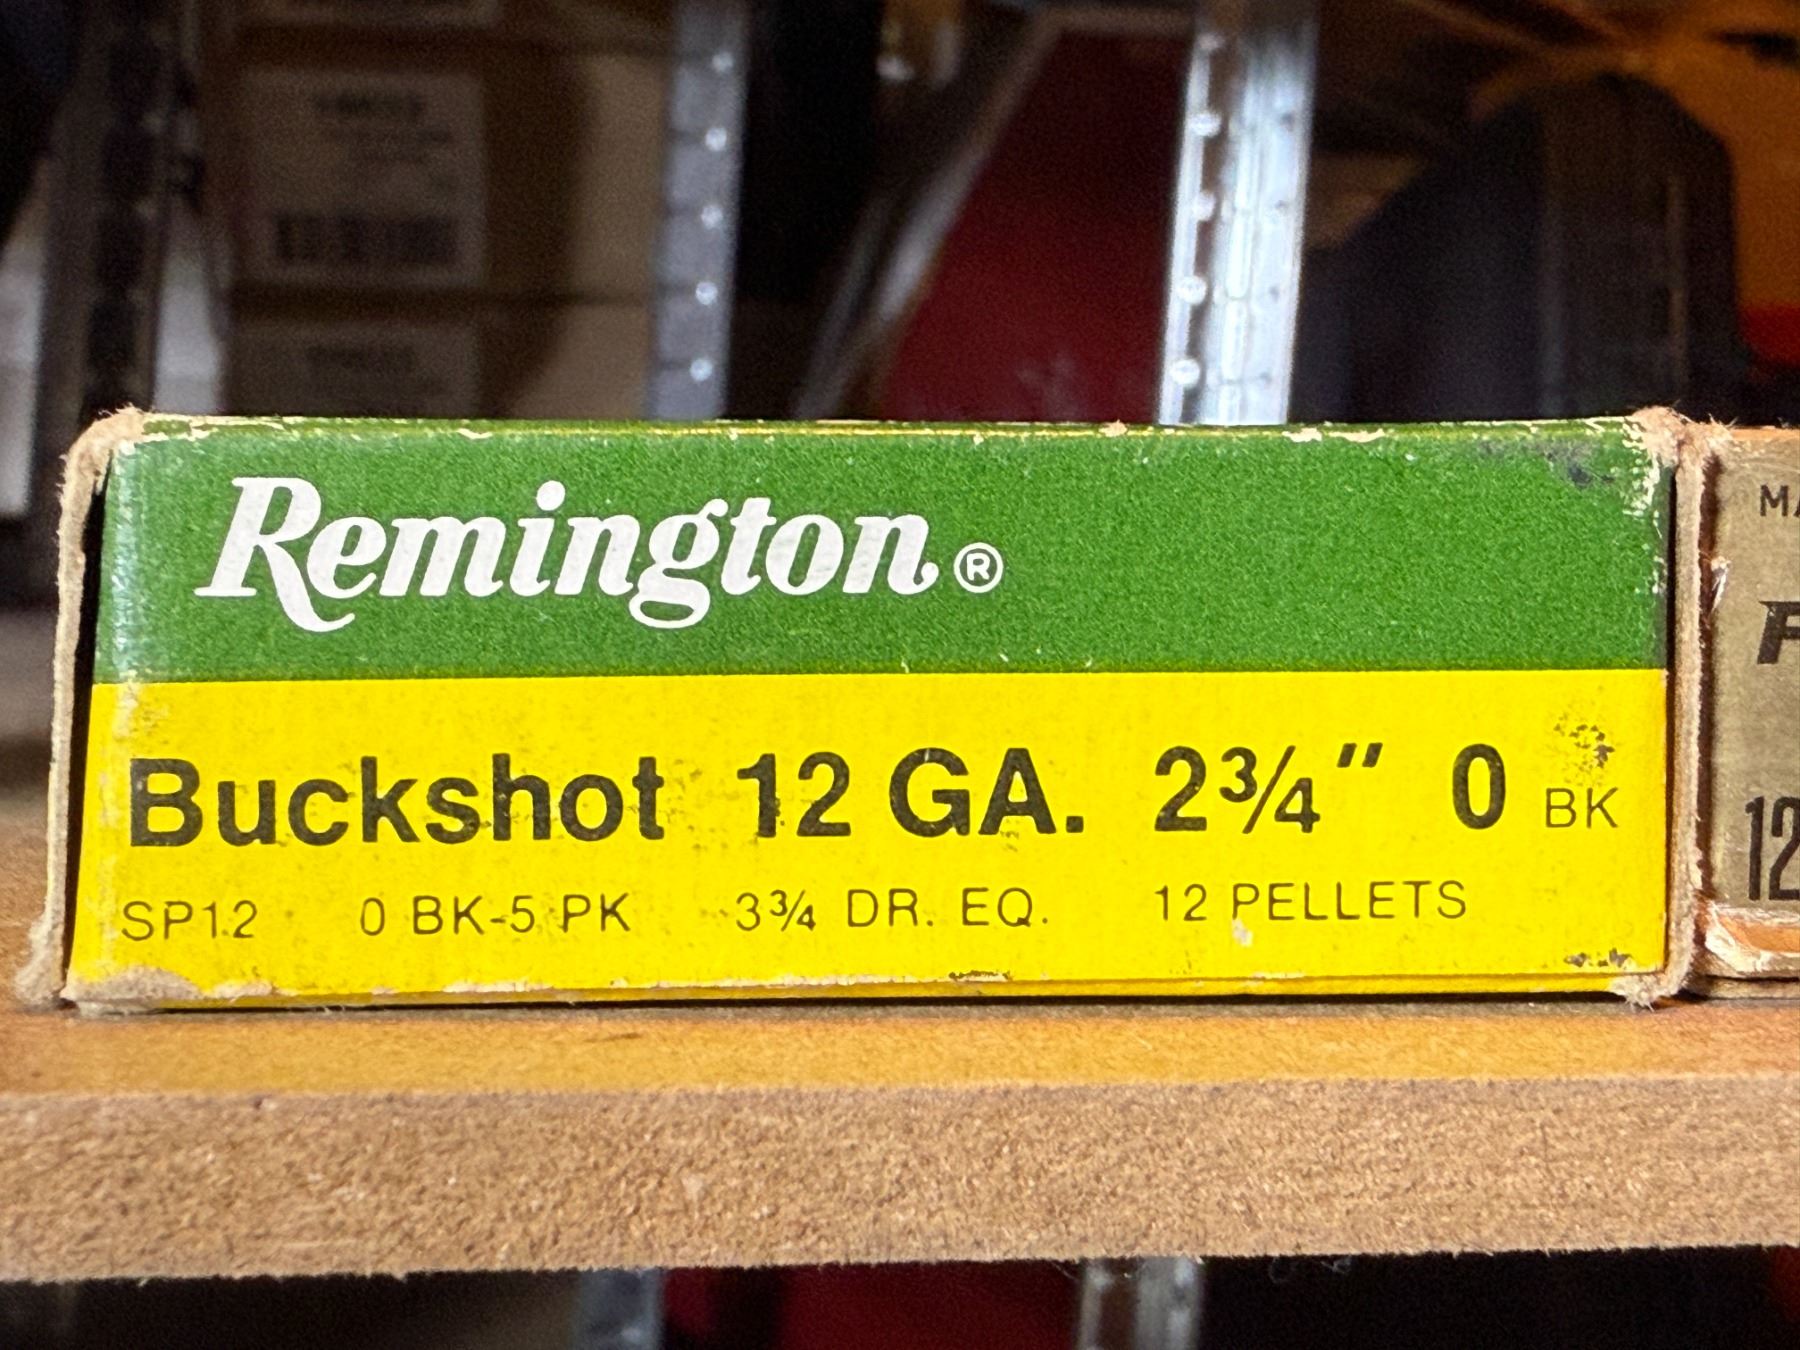 Remington®
Buckshot 12 GA. 2¾" 0 BK
SP12 0 BK-5 PK 3¾ DR. EQ. 12 PELLETS
12